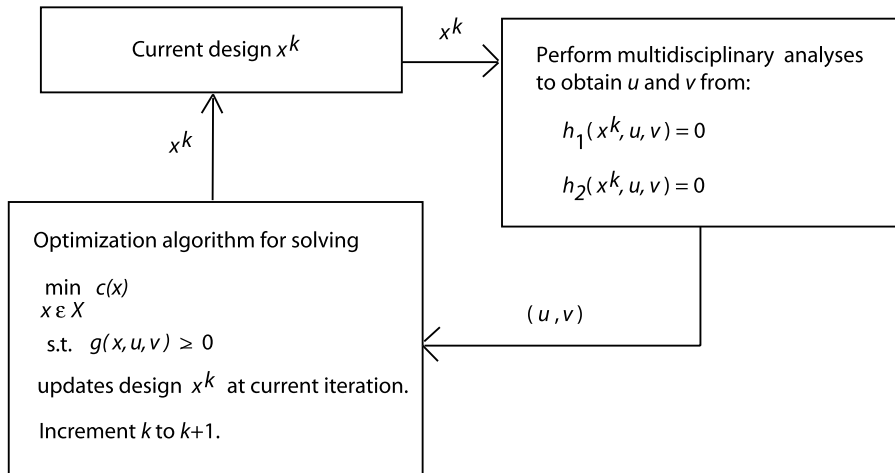 Current design x^k
x^k
Perform multidisciplinary analyses
to obtain u and v from:
h_1(x^k, u, v) = 0
h_2(x^k, u, v) = 0
x^k
Optimization algorithm for solving
min c(x)
x ε X
s.t. g(x, u, v) ≥ 0
updates design x^k at current iteration.
Increment k to k+1.
(u, v)